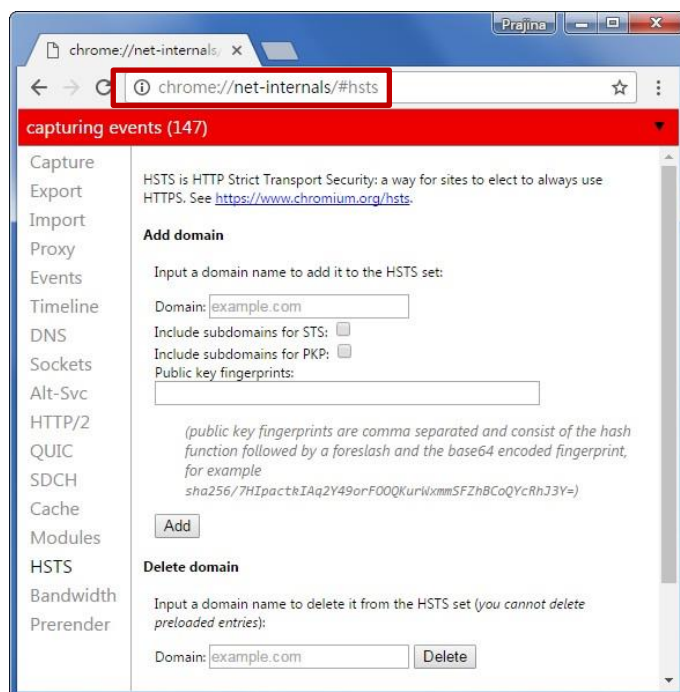 Prajina
chrome://net-internals/
chrome://net-internals/#hsts
capturing events (147)
Capture
Export
Import
Proxy
Events
Timeline
DNS
Sockets
Alt-Svc
HTTP/2
QUIC
SDCH
Cache
Modules
HSTS
Bandwidth
Prerender
HSTS is HTTP Strict Transport Security: a way for sites to elect to always use
HTTPS. See https://www.chromium.org/hsts.
Add domain
Input a domain name to add it to the HSTS set:
Domain: example.com
Include subdomains for STS:
Include subdomains for PKP:
Public key fingerprints:
(public key fingerprints are comma separated and consist of the hash
function followed by a foreslash and the base64 encoded fingerprint,
for example
sha256/7HIpactkIAq2Y49orFOOQKurWxmmSFZhBCoQYcRhJ3Y=)
Add
Delete domain
Input a domain name to delete it from the HSTS set (you cannot delete
preloaded entries):
Domain: example.com Delete